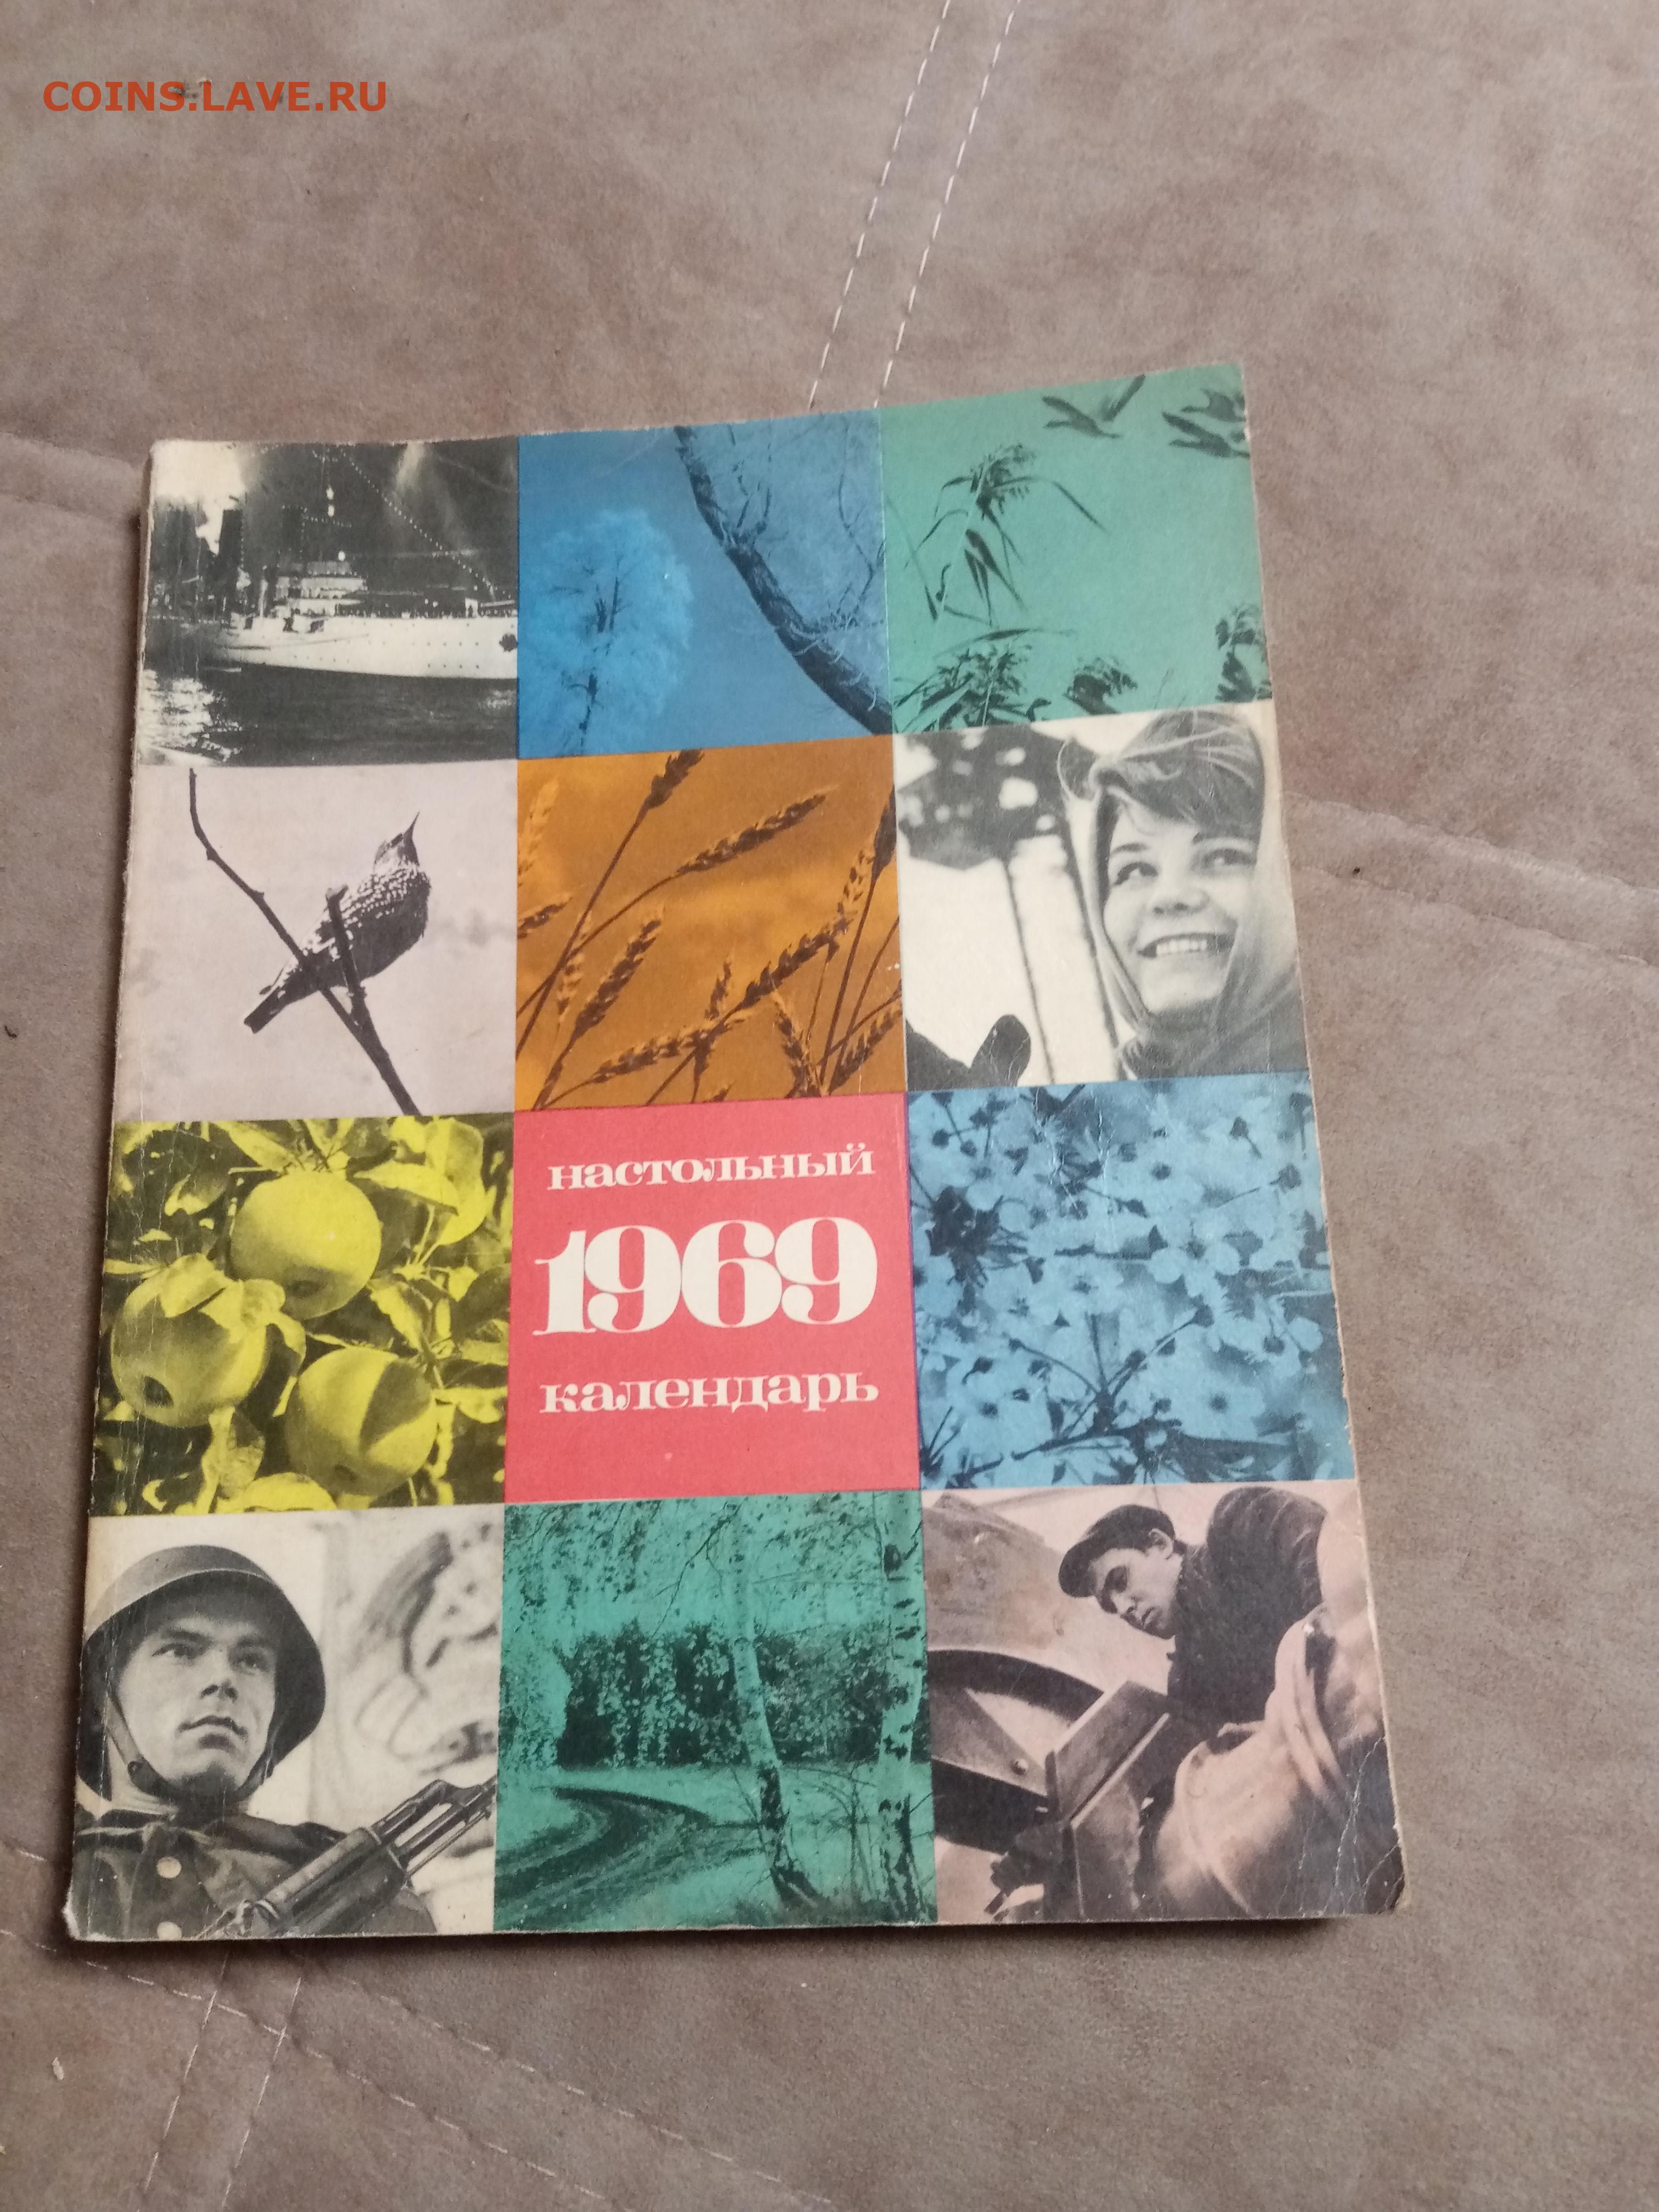 COINS.LAVE.RU
настольный
1969
календарь